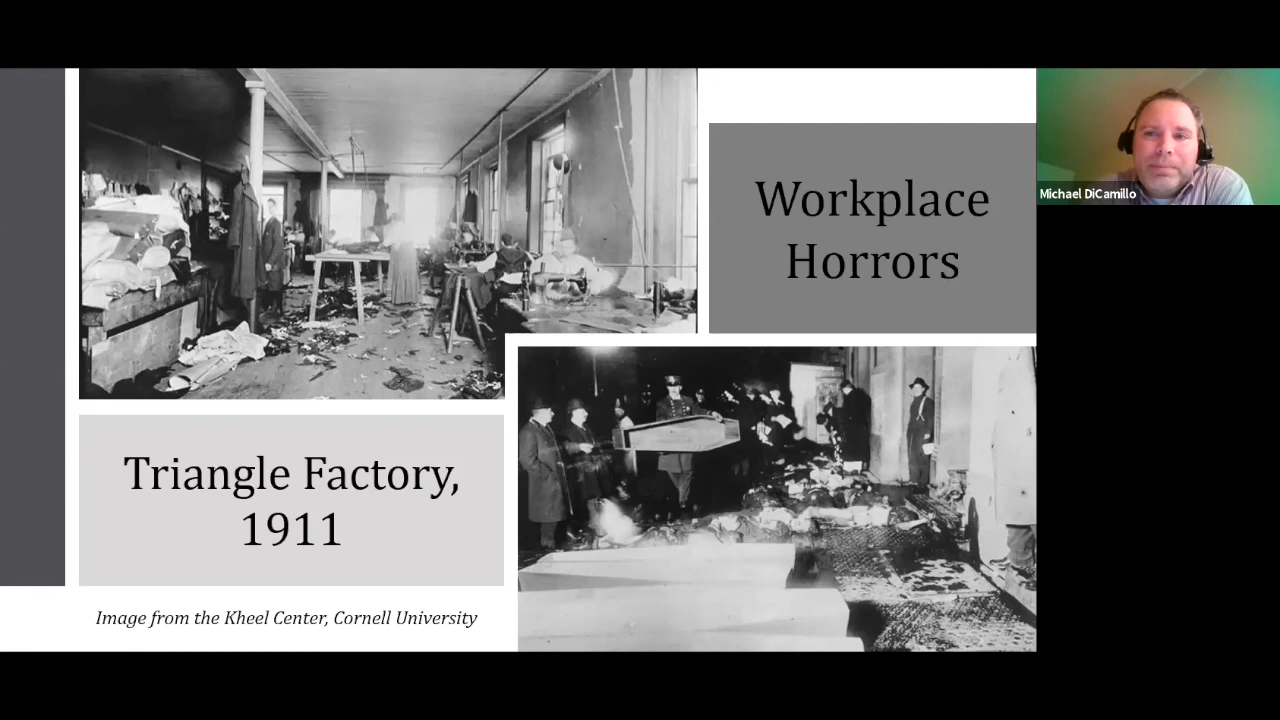 Workplace
Horrors
Michael DiCamillo
Triangle Factory,
1911
Image from the Kheel Center, Cornell University